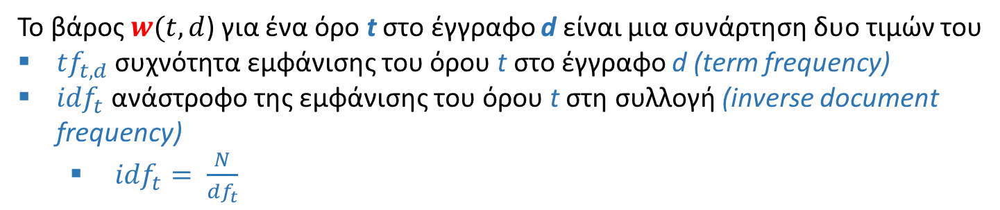 Το βάρος w(t, d) για ένα όρο t στο έγγραφο d είναι μια συνάρτηση δυο τιμών του
▪ tf_{t,d} συχνότητα εμφάνισης του όρου t στο έγγραφο d (term frequency)
▪ idf_t ανάστροφο της εμφάνισης του όρου t στη συλλογή (inverse document
frequency)
▪ idf_t = \frac{N}{df_t}